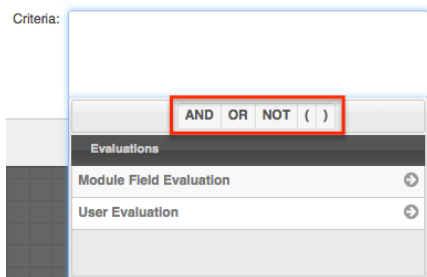 Criteria:
AND OR NOT ( )
Evaluations
Module Field Evaluation
User Evaluation